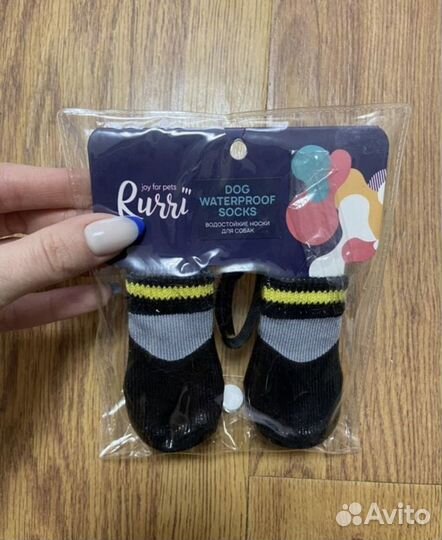 joy for pets
Rurri
DOG
WATERPROOF
SOCKS
ВОДОСТОЙКИЕ НОСКИ
ДЛЯ СОБАК
Avito